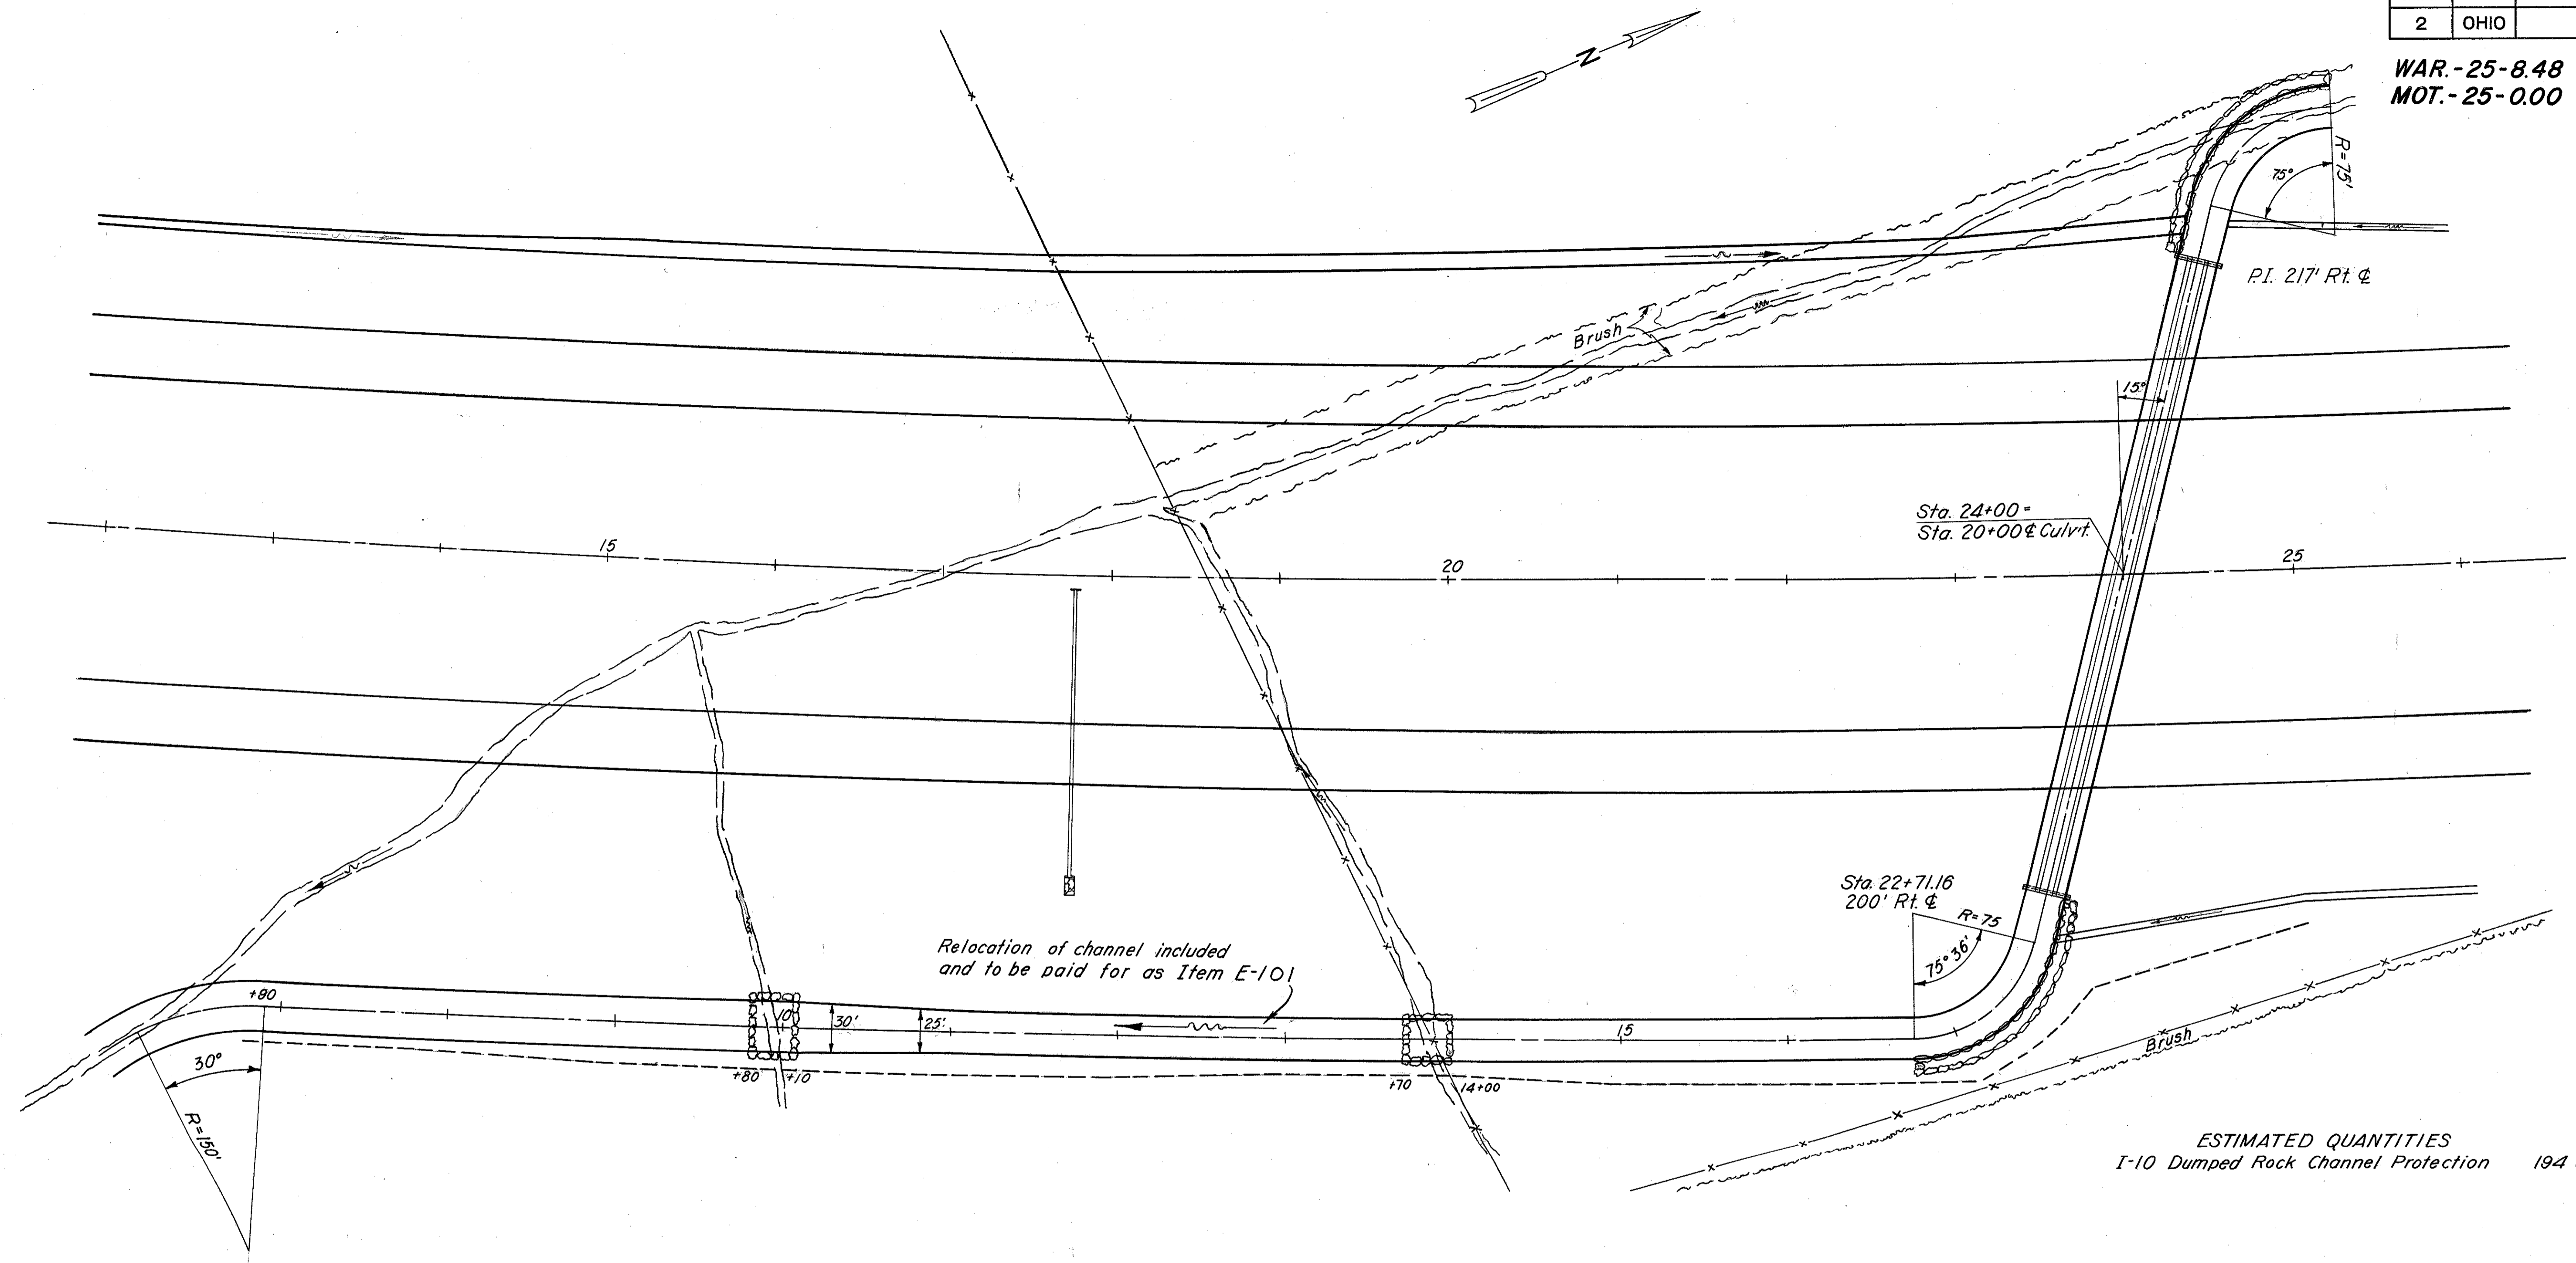 2 OHIO
WAR.-25-8.48
MOT.-25-0.00
N
R=75'
75°
P.I. 217' Rt. ℄
Brush
15°
Sta. 24+00 =
Sta. 20+00 ℄ Culv't.
15
20
25
Sta. 22+71.16
200' Rt. ℄
R=75
75° 36'
Relocation of channel included
and to be paid for as Item E-101
+80
10
30'
25'
15
30°
R=150'
+80
+10
+70
14+00
Brush
ESTIMATED QUANTITIES
I-10 Dumped Rock Channel Protection 194